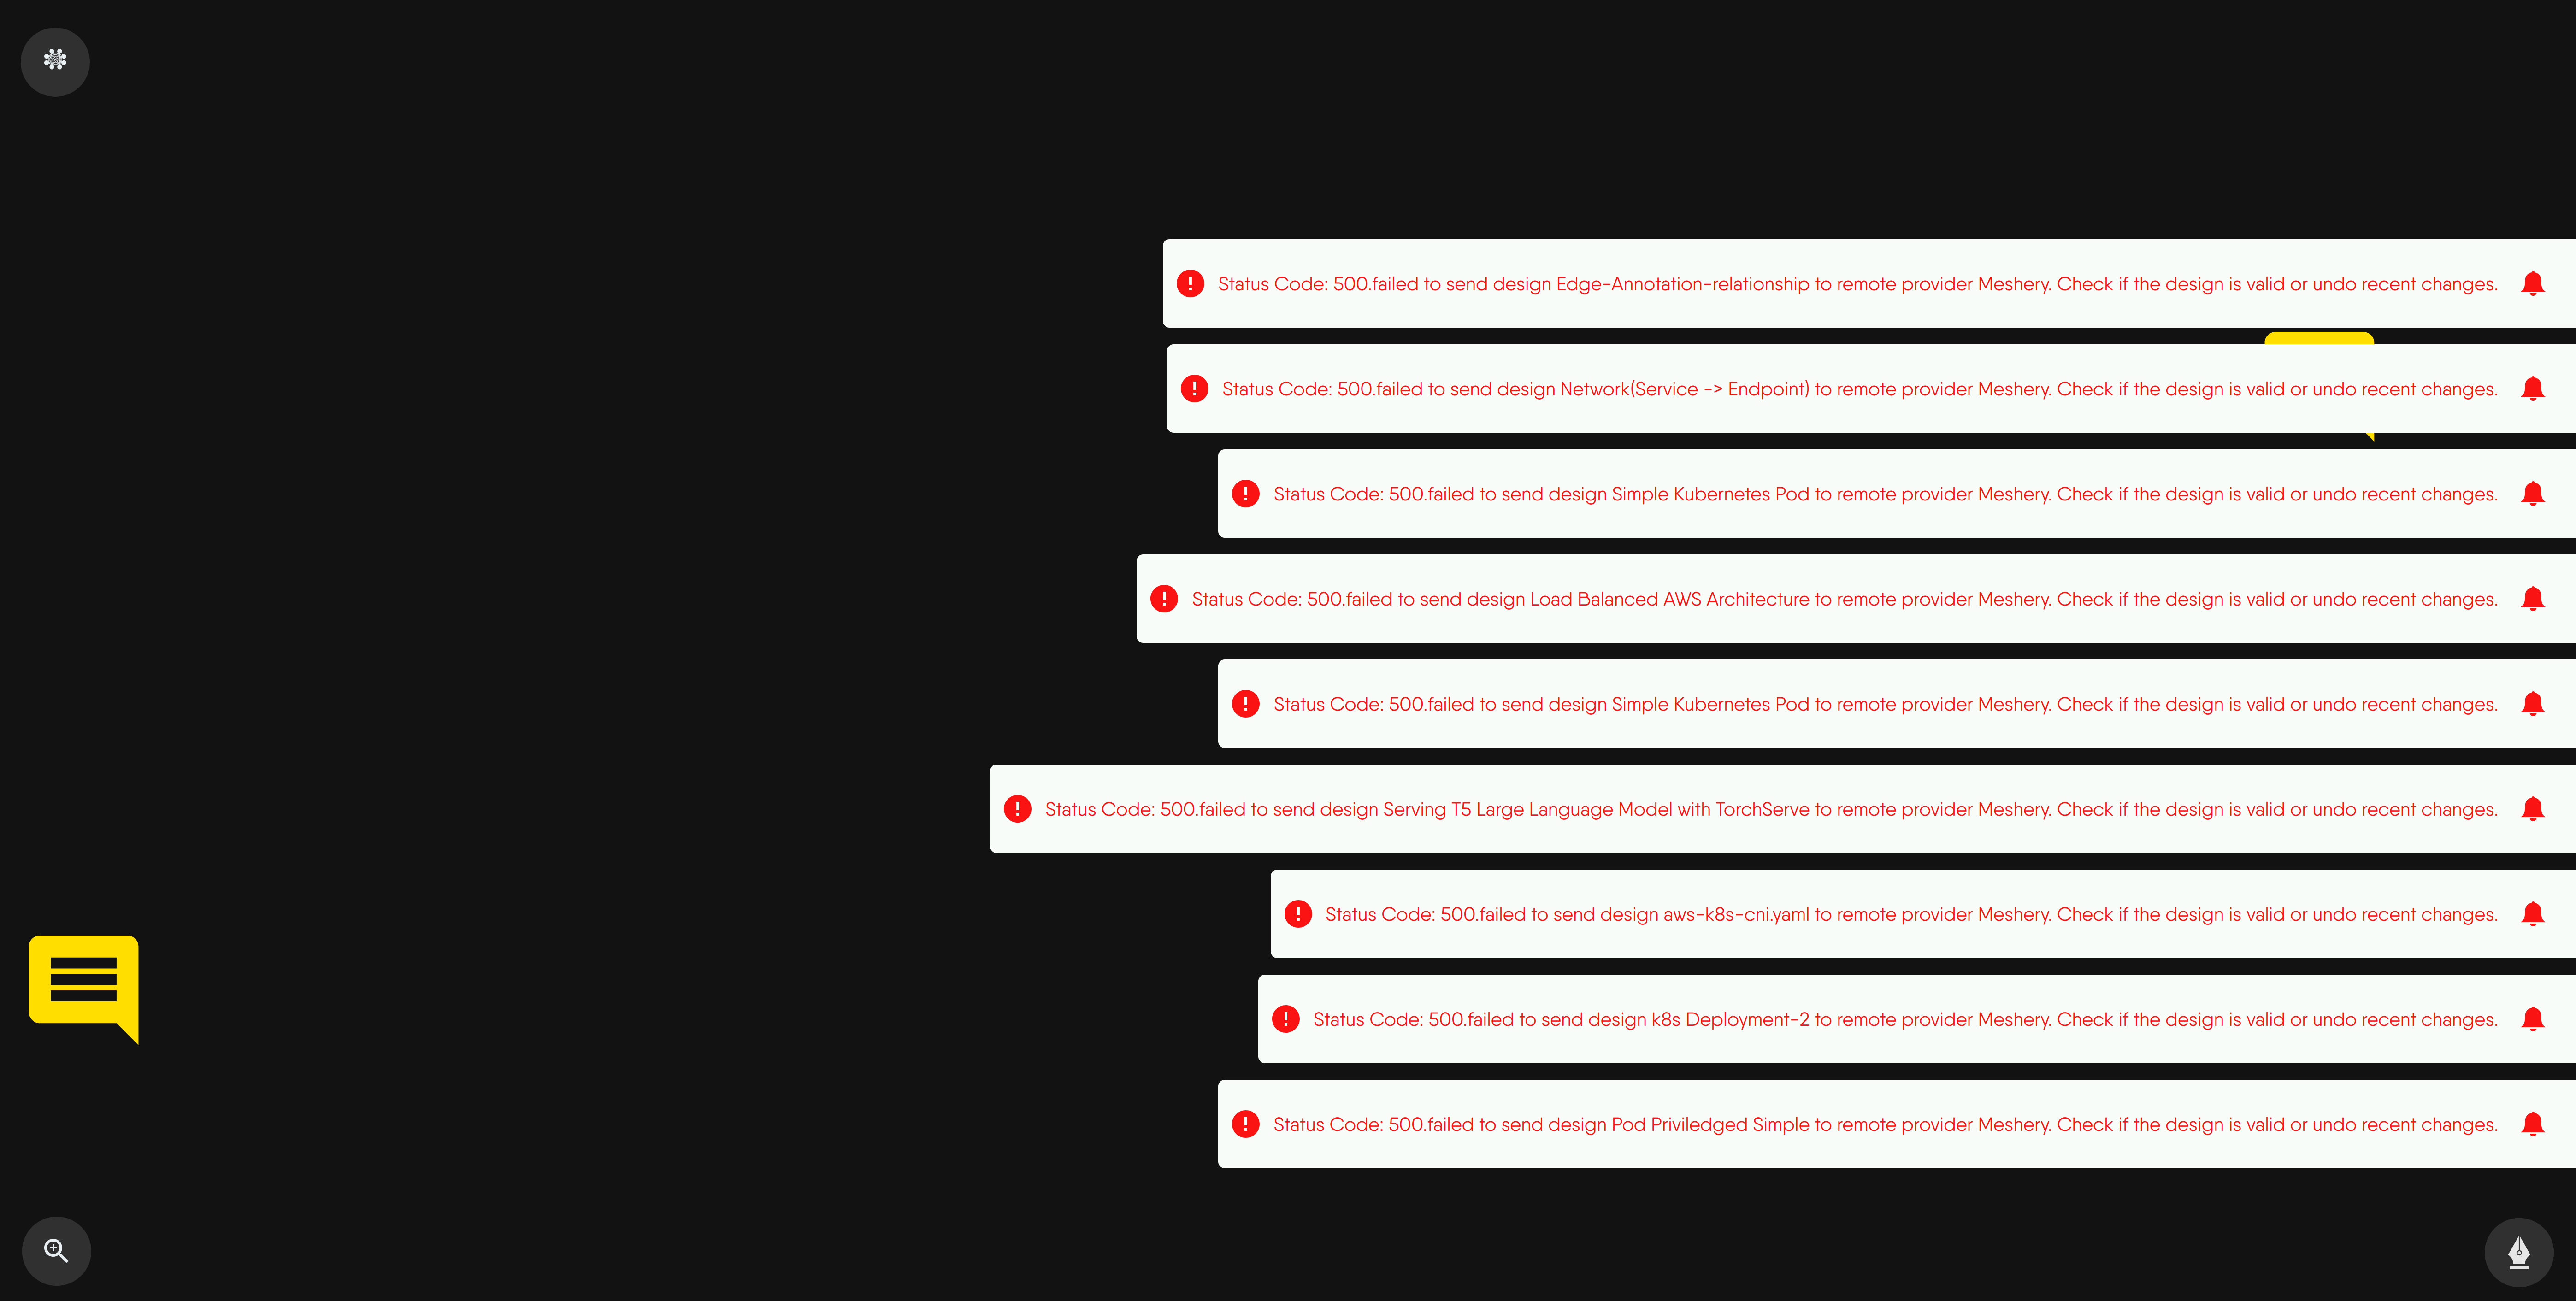 Status Code: 500.failed to send design Edge-Annotation-relationship to remote provider Meshery. Check if the design is valid or undo recent changes.
Status Code: 500.failed to send design Network(Service -> Endpoint) to remote provider Meshery. Check if the design is valid or undo recent changes.
Status Code: 500.failed to send design Simple Kubernetes Pod to remote provider Meshery. Check if the design is valid or undo recent changes.
Status Code: 500.failed to send design Load Balanced AWS Architecture to remote provider Meshery. Check if the design is valid or undo recent changes.
Status Code: 500.failed to send design Simple Kubernetes Pod to remote provider Meshery. Check if the design is valid or undo recent changes.
Status Code: 500.failed to send design Serving T5 Large Language Model with TorchServe to remote provider Meshery. Check if the design is valid or undo recent changes.
Status Code: 500.failed to send design aws-k8s-cni.yaml to remote provider Meshery. Check if the design is valid or undo recent changes.
Status Code: 500.failed to send design k8s Deployment-2 to remote provider Meshery. Check if the design is valid or undo recent changes.
Status Code: 500.failed to send design Pod Priviledged Simple to remote provider Meshery. Check if the design is valid or undo recent changes.